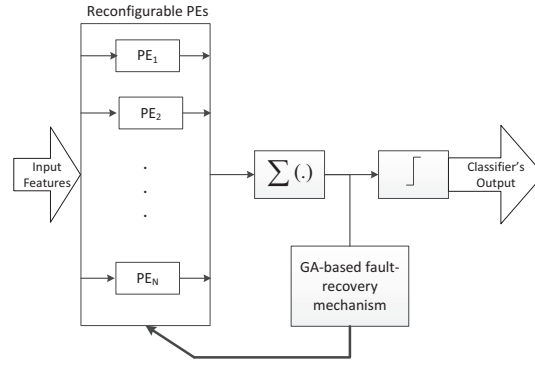 Reconfigurable PEs
PE1
PE2
.
.
.
PEN
Input
Features
∑ (.)
Classifier's
Output
GA-based fault-
recovery
mechanism